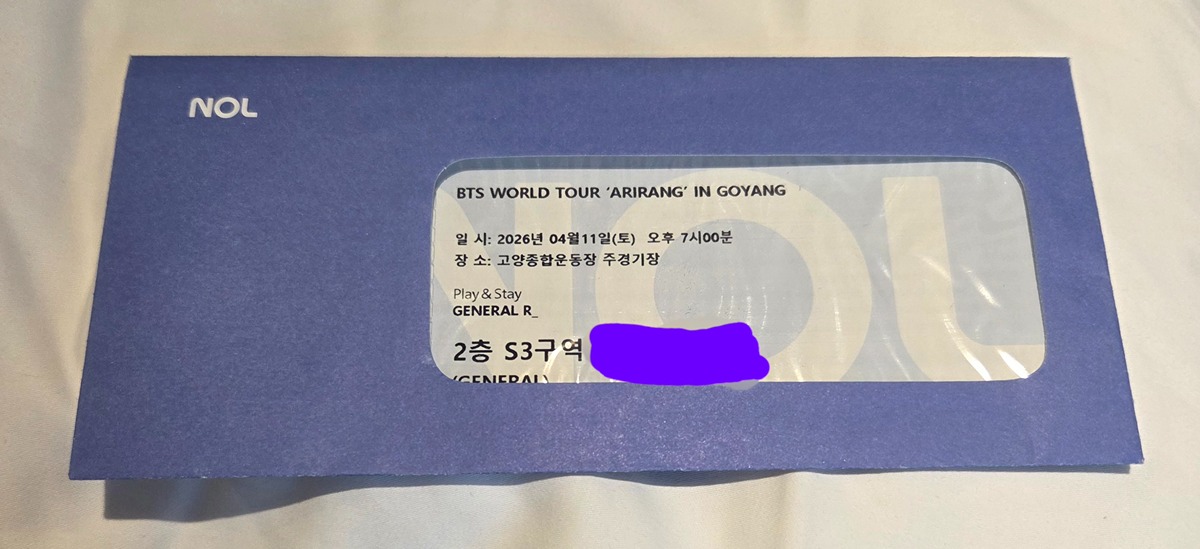 NOL
BTS WORLD TOUR ‘ARIRANG’ IN GOYANG
일 시: 2026년 04월11일(토) 오후 7시00분
장 소: 고양종합운동장 주경기장
Play & Stay
GENERAL R_
2층 S3구역
(GENERAL)
NOL